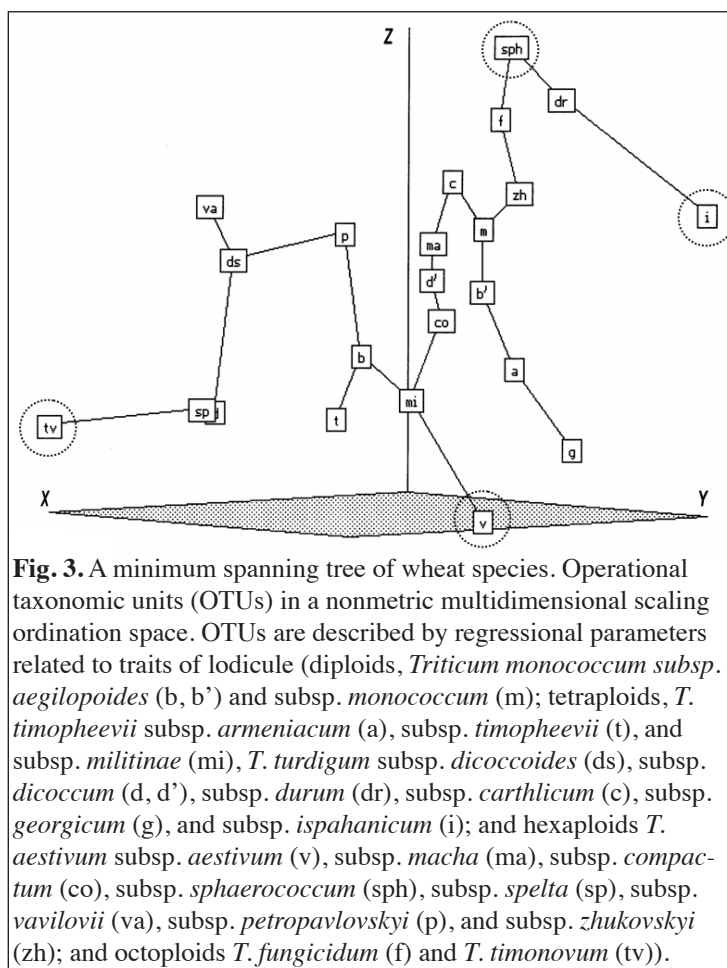 Z
sph
dr
f
c
zh
va
i
p
m
ma
ds
d'
b'
co
b
a
mi
sp
d
t
tv
g
X
Y
v
Fig. 3. A minimum spanning tree of wheat species. Operational
taxonomic units (OTUs) in a nonmetric multidimensional scaling
ordination space. OTUs are described by regressional parameters
related to traits of lodicule (diploids, Triticum monococcum subsp.
aegilopoides (b, b’) and subsp. monococcum (m); tetraploids, T.
timopheevii subsp. armeniacum (a), subsp. timopheevii (t), and
subsp. militinae (mi), T. turdigum subsp. dicoccoides (ds), subsp.
dicoccum (d, d’), subsp. durum (dr), subsp. carthlicum (c), subsp.
georgicum (g), and subsp. ispahanicum (i); and hexaploids T.
aestivum subsp. aestivum (v), subsp. macha (ma), subsp. compac-
tum (co), subsp. sphaerococcum (sph), subsp. spelta (sp), subsp.
vavilovii (va), subsp. petropavlovskyi (p), and subsp. zhukovskyi
(zh); and octoploids T. fungicidum (f) and T. timonovum (tv)).